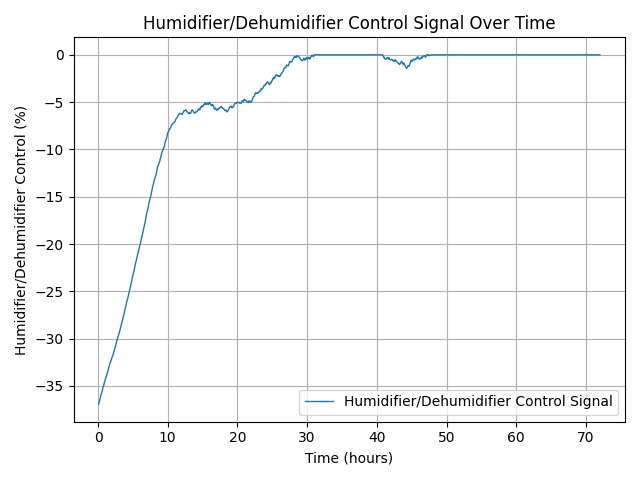 Humidifier/Dehumidifier Control Signal Over Time
Humidifier/Dehumidifier Control (%)
0
−5
−10
−15
−20
−25
−30
−35
0 10 20 30 40 50 60 70
Time (hours)
Humidifier/Dehumidifier Control Signal